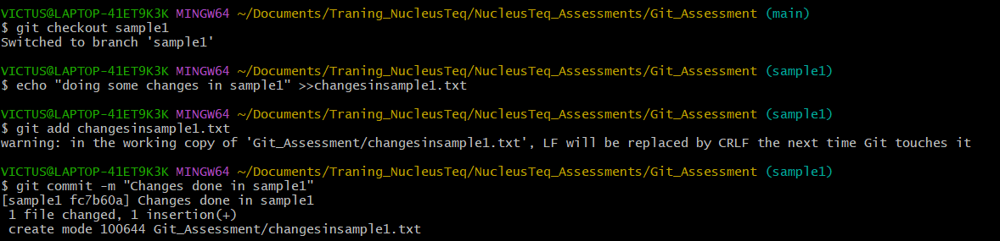 VICTUS@LAPTOP-41ET9K3K MINGW64 ~/Documents/Traning_NucleusTeq/NucleusTeq_Assessments/Git_Assessment (main)
$ git checkout sample1
Switched to branch 'sample1'
VICTUS@LAPTOP-41ET9K3K MINGW64 ~/Documents/Traning_NucleusTeq/NucleusTeq_Assessments/Git_Assessment (sample1)
$ echo "doing some changes in sample1" >>changesinsample1.txt
VICTUS@LAPTOP-41ET9K3K MINGW64 ~/Documents/Traning_NucleusTeq/NucleusTeq_Assessments/Git_Assessment (sample1)
$ git add changesinsample1.txt
warning: in the working copy of 'Git_Assessment/changesinsample1.txt', LF will be replaced by CRLF the next time Git touches it
VICTUS@LAPTOP-41ET9K3K MINGW64 ~/Documents/Traning_NucleusTeq/NucleusTeq_Assessments/Git_Assessment (sample1)
$ git commit -m "Changes done in sample1"
[sample1 fc7b60a] Changes done in sample1
 1 file changed, 1 insertion(+)
 create mode 100644 Git_Assessment/changesinsample1.txt